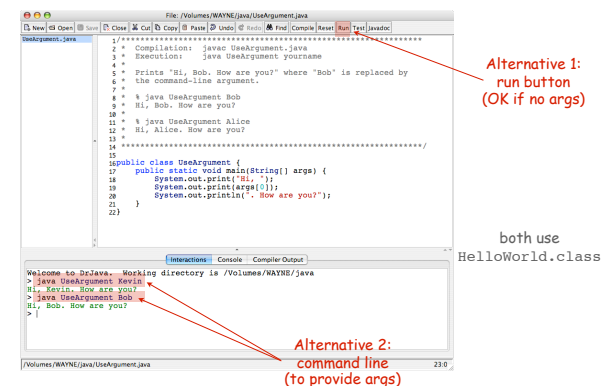 File: /Volumes/WAYNE/java/UseArgument.java
New Open Save Close Cut Copy Paste Undo Redo Find Compile Reset Run Test Javadoc
UseArgument.java
1/******************************************************************
2 * Compilation: javac UseArgument.java
3 * Execution: java UseArgument yourname
4 *
5 * Prints "Hi, Bob. How are you?" where "Bob" is replaced by
6 * the command-line argument.
7 *
8 * % java UseArgument Bob
9 * Hi, Bob. How are you?
10 *
11 * % java UseArgument Alice
12 * Hi, Alice. How are you?
13 *
14 ******************************************************************/
15
16public class UseArgument {
17 public static void main(String[] args) {
18 System.out.print("Hi, ");
19 System.out.print(args[0]);
20 System.out.println(". How are you?");
21 }
22}
Alternative 1:
run button
(OK if no args)
both use
HelloWorld.class
Interactions Console Compiler Output
Welcome to DrJava. Working directory is /Volumes/WAYNE/java
> java UseArgument Kevin
Hi, Kevin. How are you?
> java UseArgument Bob
Hi, Bob. How are you?
>
Alternative 2:
command line
(to provide args)
/Volumes/WAYNE/java/UseArgument.java 23:0